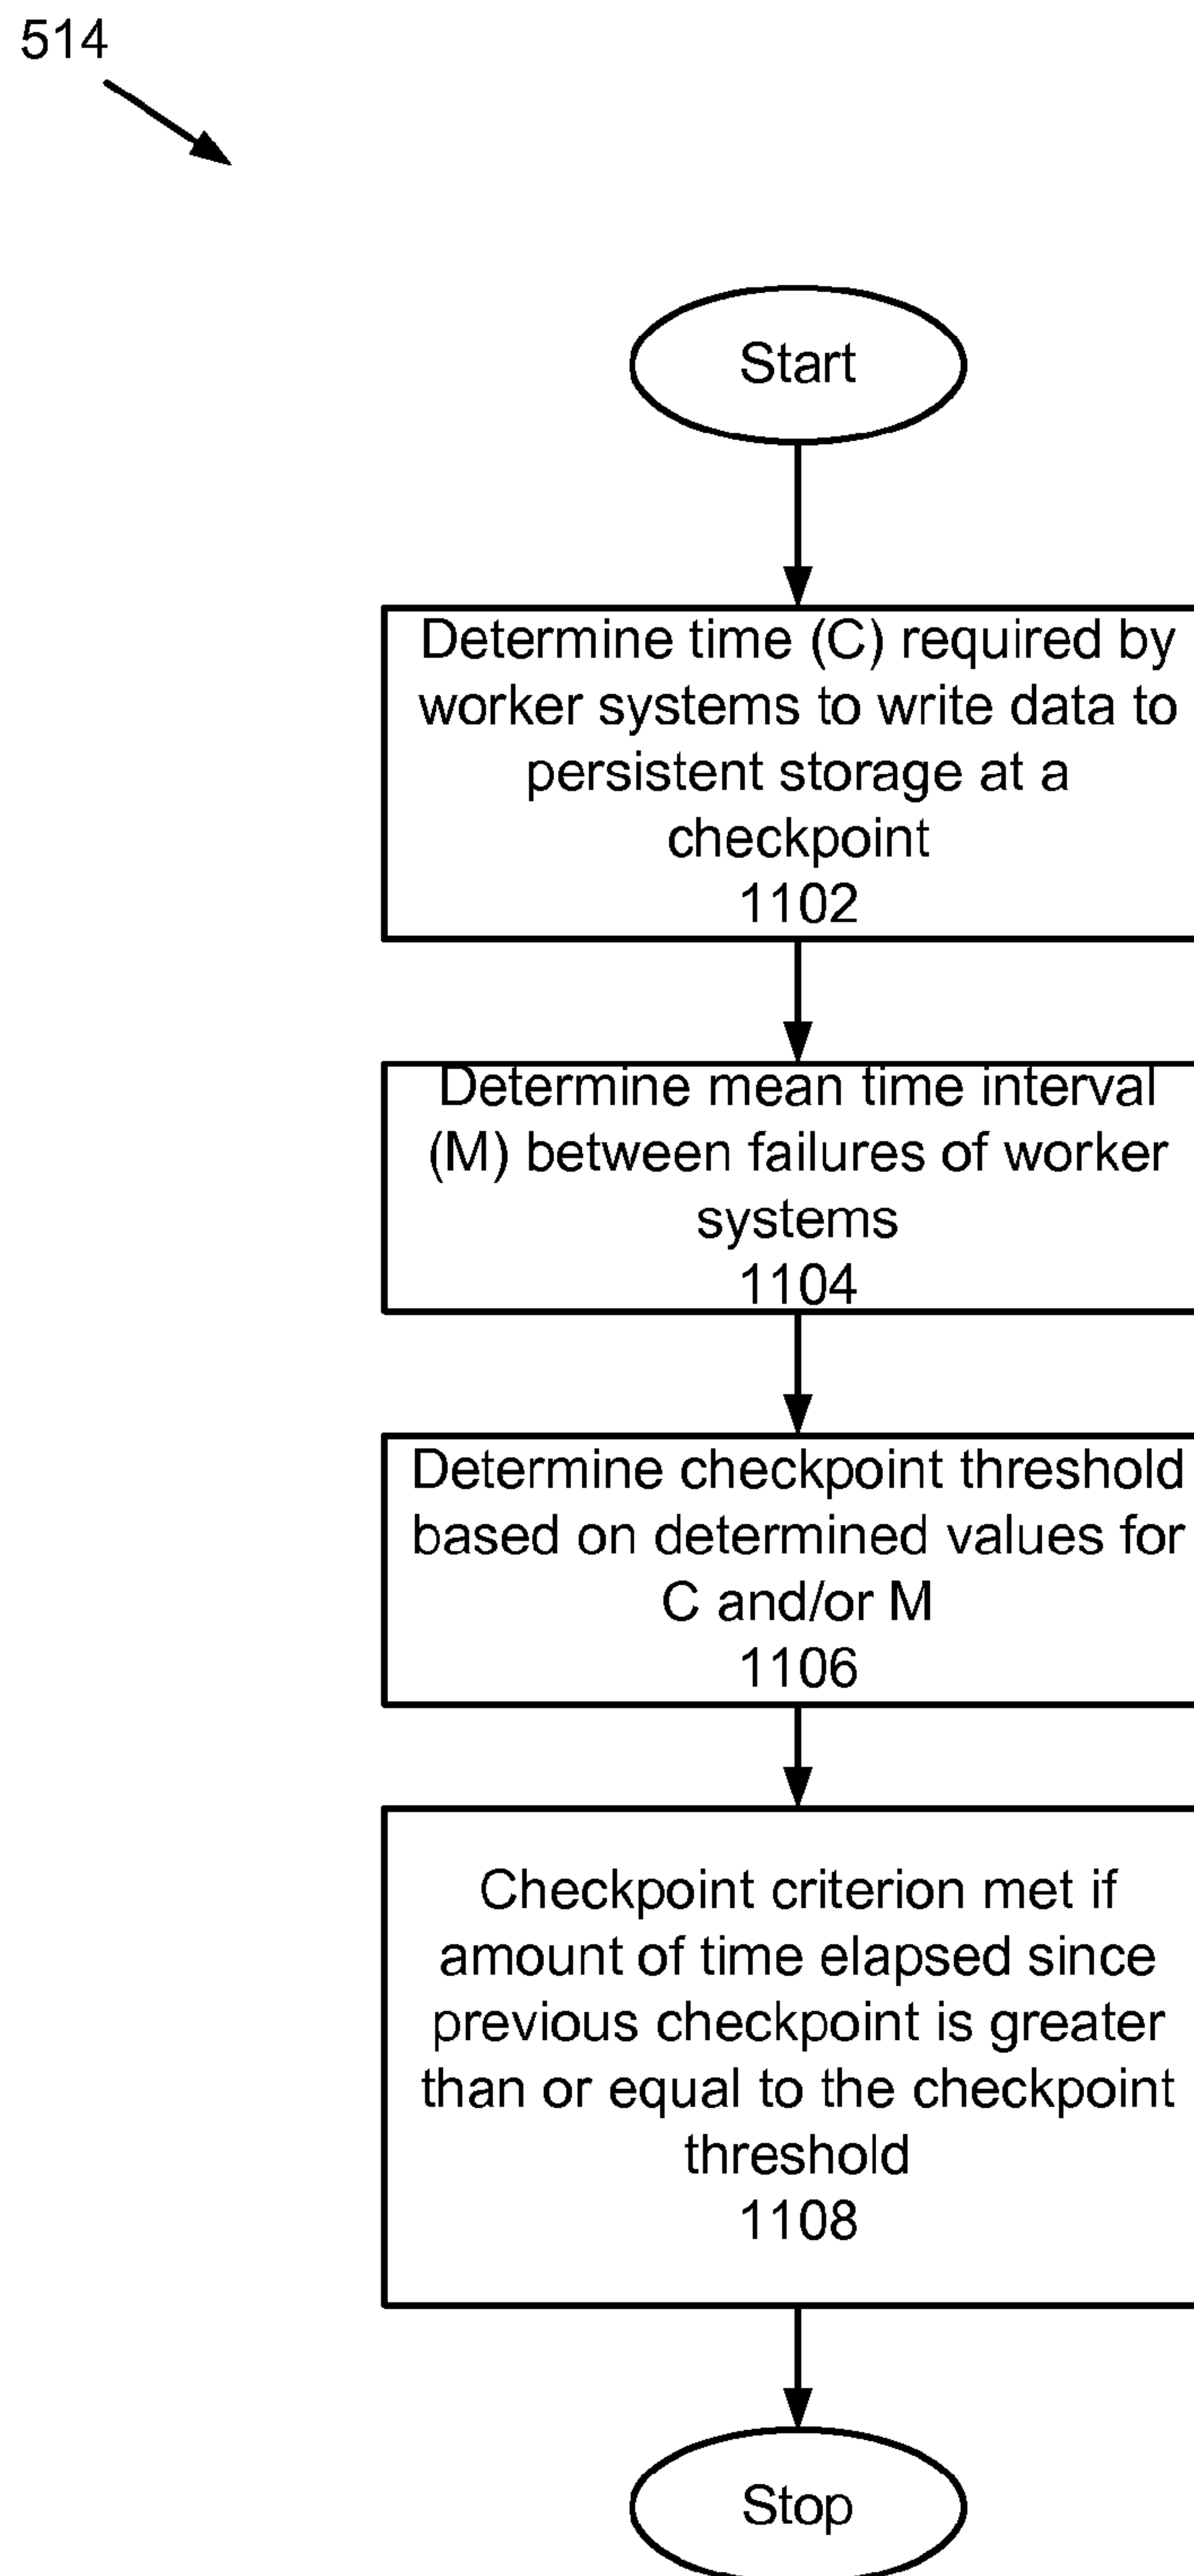 514
Start
Determine time (C) required by
worker systems to write data to
persistent storage at a
checkpoint
1102
Determine mean time interval
(M) between failures of worker
systems
1104
Determine checkpoint threshold
based on determined values for
C and/or M
1106
Checkpoint criterion met if
amount of time elapsed since
previous checkpoint is greater
than or equal to the checkpoint
threshold
1108
Stop